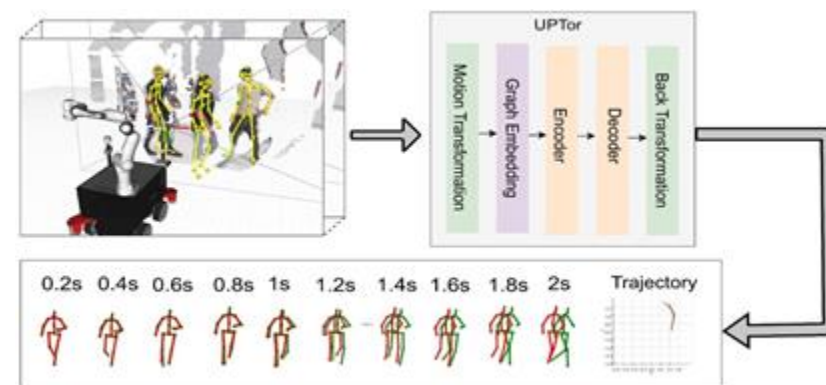 UPTor
Motion Transformation
Graph Embedding
Encoder
Decoder
Back Transformation
0.2s 0.4s 0.6s 0.8s 1s 1.2s 1.4s 1.6s 1.8s 2s Trajectory